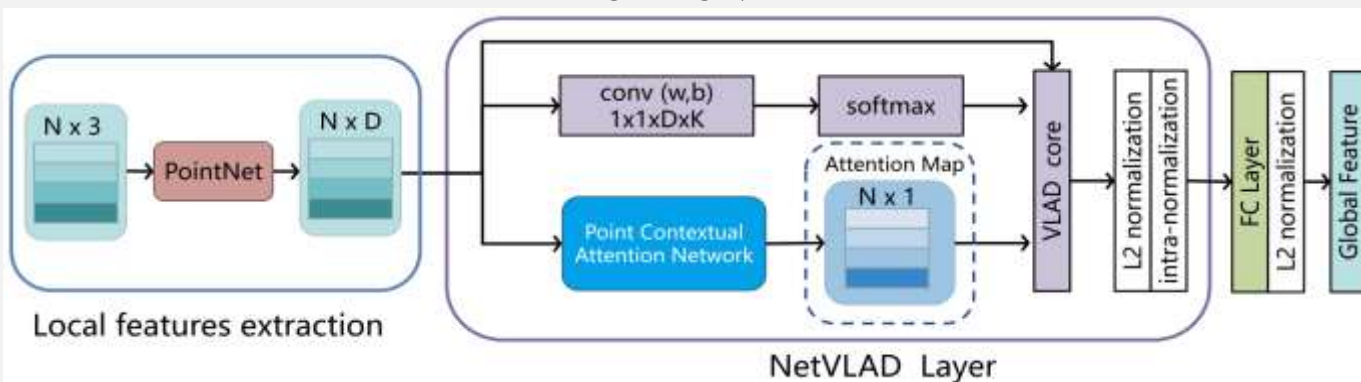 N x 3
PointNet
N x D
Local features extraction
conv (w,b)
1x1xDxK
softmax
Point Contextual
Attention Network
Attention Map
N x 1
VLAD core
L2 normalization
intra-normalization
NetVLAD Layer
FC Layer
L2 normalization
Global Feature